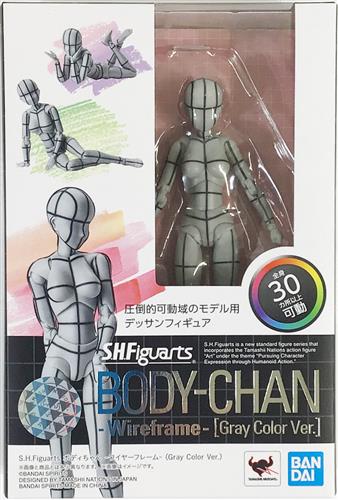 圧倒的可動域のモデル用
デッサンフィギュア
全身
30
カ所以上
可動
S.H.Figuarts
S.H.Figuarts is a new standard figure series that
incorporates the Tamashii Nations action figure
"Art" under the theme "Pursuing Character
Expression through Humanoid Action."
BODY-CHAN
-Wireframe- [Gray Color Ver.]
S.H.Figuarts ボディちゃん -ワイヤーフレーム- (Gray Color Ver.)
©BANDAI SPIRITS
DESIGNED BY TAMASHII NATIONS IN JAPAN
©BANDAI SPIRITS MADE IN CHINA
TAMASHII NATIONS
BAN
DAI